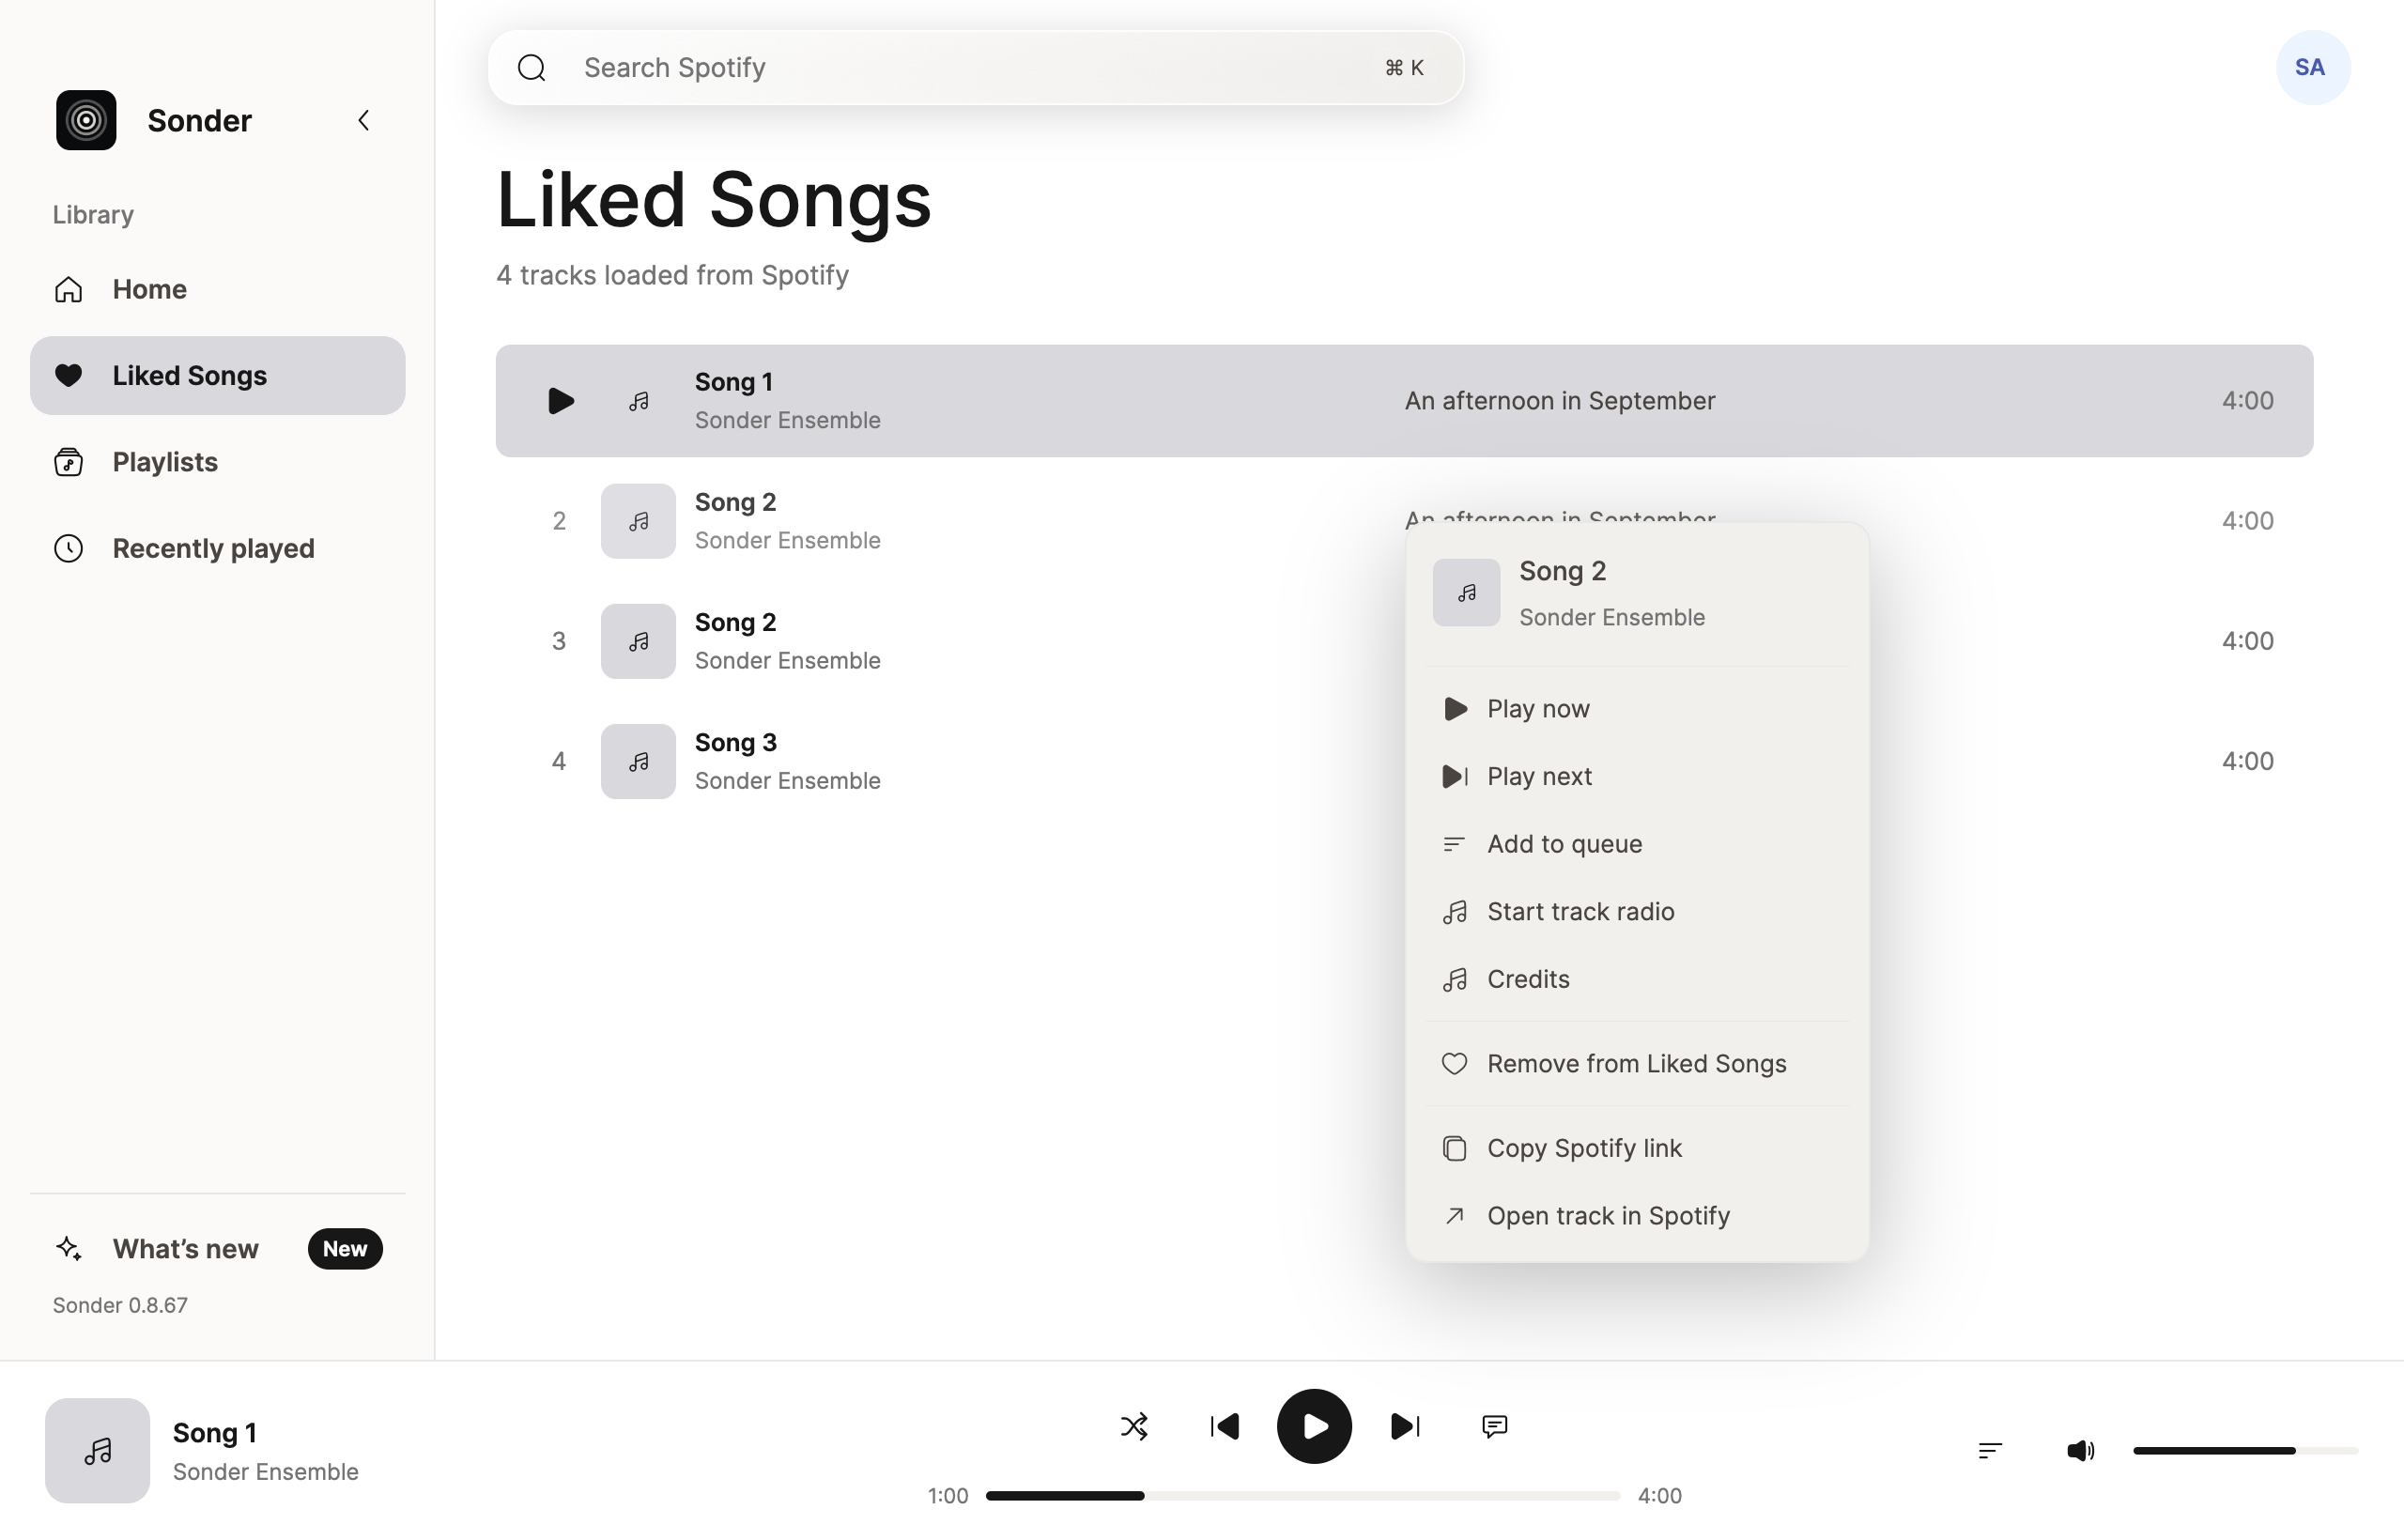 Search Spotify
⌘ K
SA
Sonder
Library
Home
Liked Songs
Playlists
Recently played
What’s new
New
Sonder 0.8.67
Liked Songs
4 tracks loaded from Spotify
Song 1
Sonder Ensemble
An afternoon in September
4:00
2
Song 2
Sonder Ensemble
An afternoon in September
4:00
3
Song 2
Sonder Ensemble
4:00
4
Song 3
Sonder Ensemble
4:00
Song 2
Sonder Ensemble
Play now
Play next
Add to queue
Start track radio
Credits
Remove from Liked Songs
Copy Spotify link
Open track in Spotify
Song 1
Sonder Ensemble
1:00
4:00